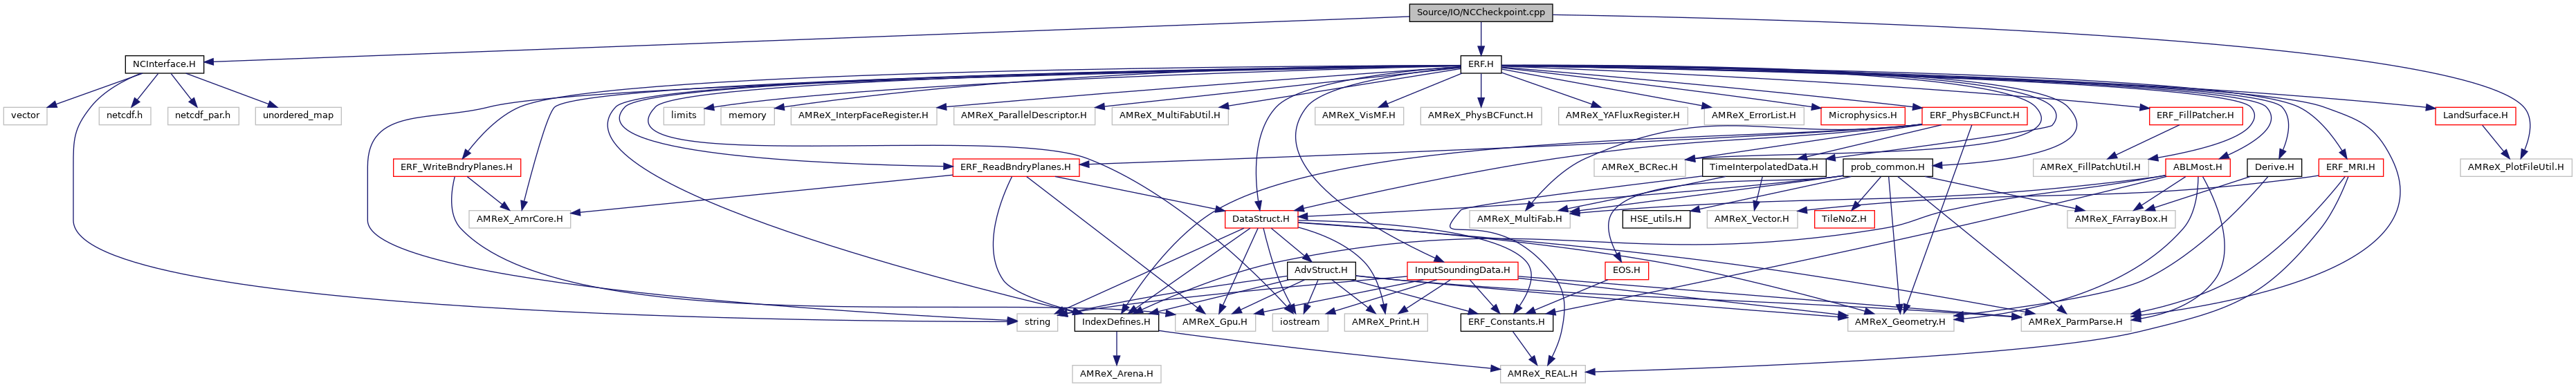 Source/IO/NCCheckpoint.cpp
NCInterface.H
ERF.H
vector
netcdf.h
netcdf_par.h
unordered_map
limits
memory
AMReX_InterpFaceRegister.H
AMReX_ParallelDescriptor.H
AMReX_MultiFabUtil.H
AMReX_VisMF.H
AMReX_PhysBCFunct.H
AMReX_YAFluxRegister.H
AMReX_ErrorList.H
Microphysics.H
ERF_PhysBCFunct.H
ERF_FillPatcher.H
LandSurface.H
ERF_WriteBndryPlanes.H
ERF_ReadBndryPlanes.H
AMReX_BCRec.H
TimeInterpolatedData.H
prob_common.H
AMReX_FillPatchUtil.H
ABLMost.H
Derive.H
ERF_MRI.H
AMReX_PlotFileUtil.H
AMReX_AmrCore.H
DataStruct.H
AMReX_MultiFab.H
HSE_utils.H
AMReX_Vector.H
TileNoZ.H
AMReX_FArrayBox.H
AdvStruct.H
InputSoundingData.H
EOS.H
string
IndexDefines.H
AMReX_Gpu.H
iostream
AMReX_Print.H
ERF_Constants.H
AMReX_Geometry.H
AMReX_ParmParse.H
AMReX_Arena.H
AMReX_REAL.H